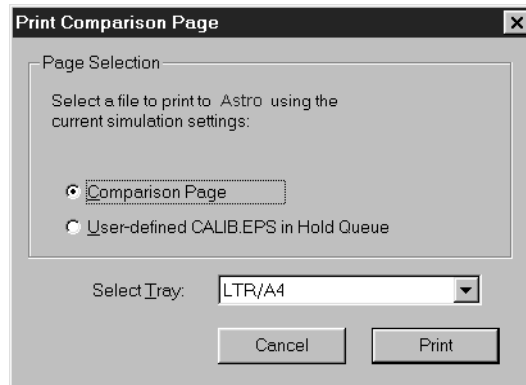 Print Comparison Page
Page Selection
Select a file to print to Astro using the
current simulation settings:
Comparison Page
User-defined CALIB.EPS in Hold Queue
Select Tray: LTR/A4
Cancel Print